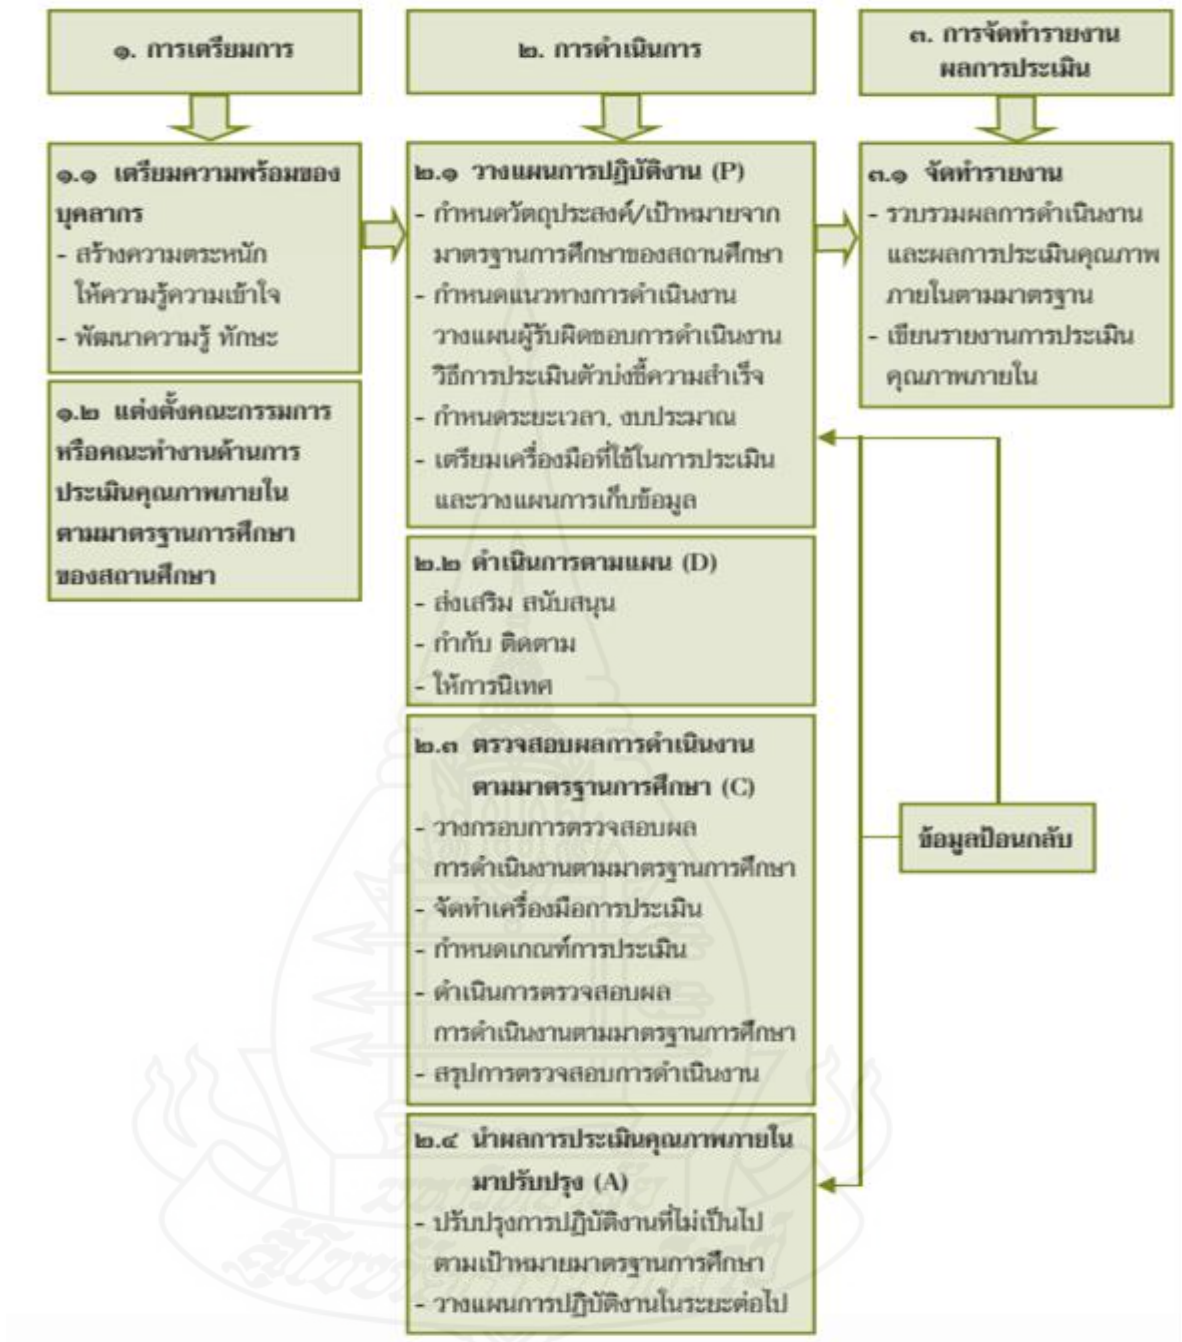 ๑. การเตรียมการ
๒. การดำเนินการ
๓. การจัดทำรายงาน
ผลการประเมิน
๑.๑ เตรียมความพร้อมของ
บุคลากร
- สร้างความตระหนัก
ให้ความรู้ความเข้าใจ
- พัฒนาความรู้ ทักษะ
๑.๒ แต่งตั้งคณะกรรมการ
หรือคณะทำงานด้านการ
ประเมินคุณภาพภายใน
ตามมาตรฐานการศึกษา
ของสถานศึกษา
๒.๑ วางแผนการปฏิบัติงาน (P)
- กำหนดวัตถุประสงค์/เป้าหมายจาก
มาตรฐานการศึกษาของสถานศึกษา
- กำหนดแนวทางการดำเนินงาน
วางแผนผู้รับผิดชอบการดำเนินงาน
วิธีการประเมินตัวบ่งชี้ความสำเร็จ
- กำหนดระยะเวลา, งบประมาณ
- เตรียมเครื่องมือที่ใช้ในการประเมิน
และวางแผนการเก็บข้อมูล
๒.๒ ดำเนินการตามแผน (D)
- ส่งเสริม สนับสนุน
- กำกับ ติดตาม
- ให้การนิเทศ
๒.๓ ตรวจสอบผลการดำเนินงาน
ตามมาตรฐานการศึกษา (C)
- วางกรอบการตรวจสอบผล
การดำเนินงานตามมาตรฐานการศึกษา
- จัดทำเครื่องมือการประเมิน
- กำหนดเกณฑ์การประเมิน
- ดำเนินการตรวจสอบผล
การดำเนินงานตามมาตรฐานการศึกษา
- สรุปการตรวจสอบการดำเนินงาน
๒.๔ นำผลการประเมินคุณภาพภายใน
มาปรับปรุง (A)
- ปรับปรุงการปฏิบัติงานที่ไม่เป็นไป
ตามเป้าหมายมาตรฐานการศึกษา
- วางแผนการปฏิบัติงานในระยะต่อไป
๓.๑ จัดทำรายงาน
- รวบรวมผลการดำเนินงาน
และผลการประเมินคุณภาพ
ภายในตามมาตรฐาน
- เขียนรายงานการประเมิน
คุณภาพภายใน
ข้อมูลป้อนกลับ